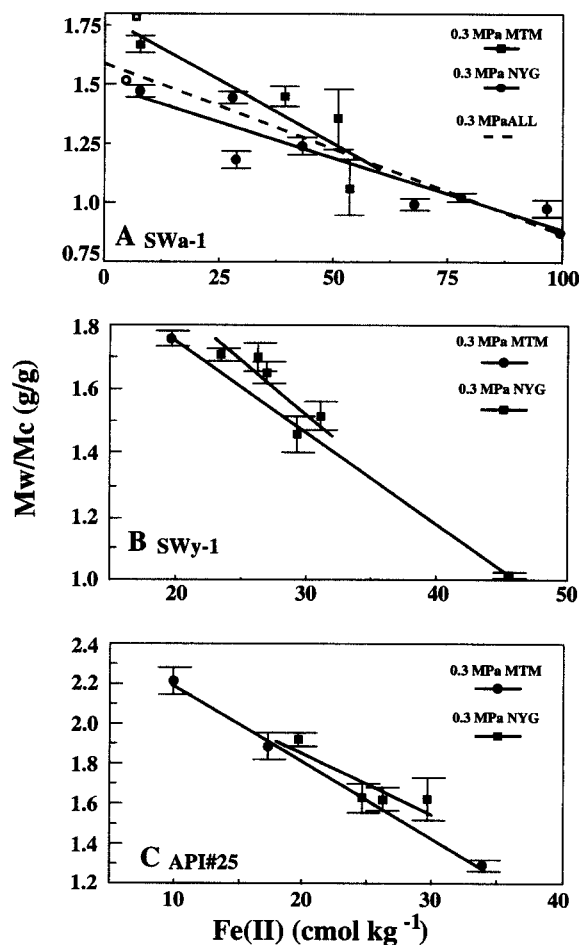 1.75
1.5
1.25
1.0
0.75
0.3 MPa MTM
0.3 MPa NYG
0.3 MPaALL
A SWa-1
0 25 50 75 100
Mw/Mc (g/g)
1.8
1.6
1.4
1.2
1.0
0.3 MPa MTM
0.3 MPa NYG
B SWy-1
20 30 40 50
2.4
2.2
2.0
1.8
1.6
1.4
1.2
0.3 MPa MTM
0.3 MPa NYG
C API#25
10 20 30 40
Fe(II) (cmol kg -1)